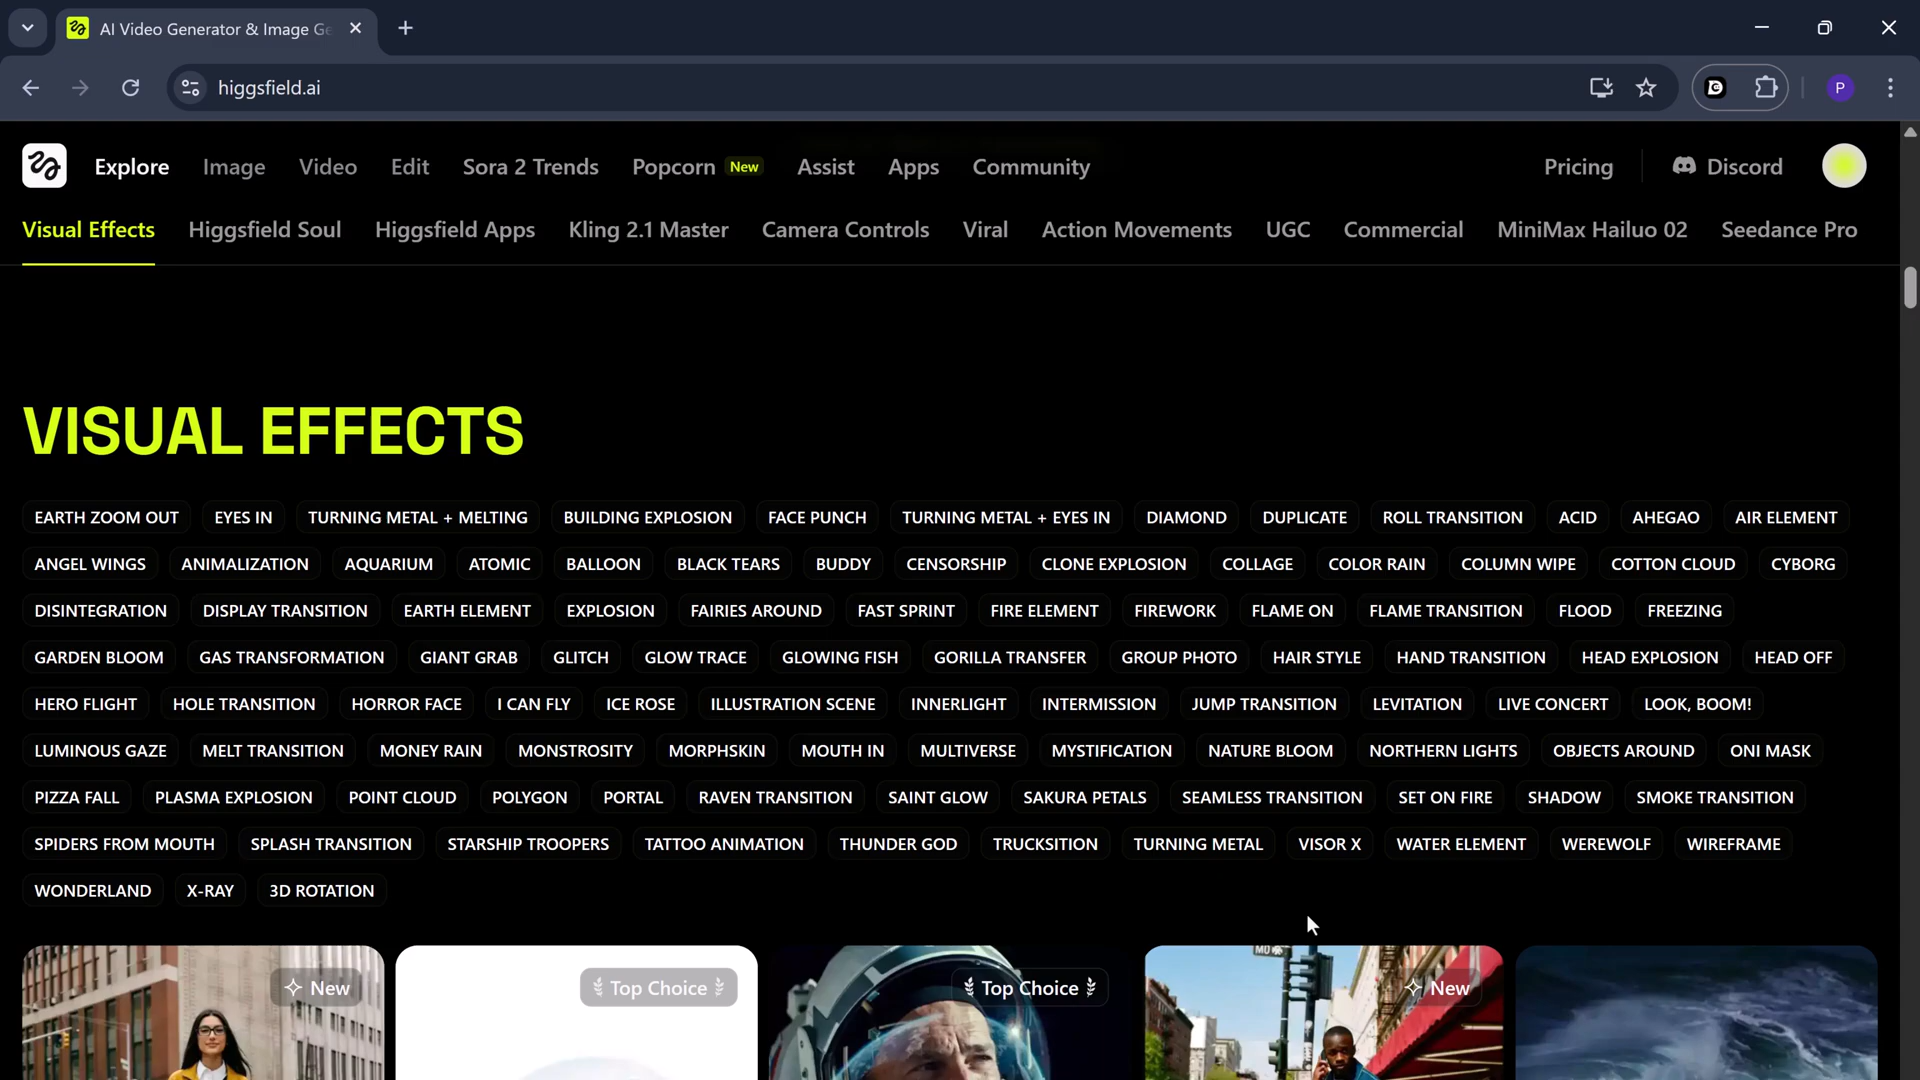 AI Video Generator & Image Ge
higgsfield.ai
P
Explore Image Video Edit Sora 2 Trends Popcorn New Assist Apps Community Pricing Discord
Visual Effects Higgsfield Soul Higgsfield Apps Kling 2.1 Master Camera Controls Viral Action Movements UGC Commercial MiniMax Hailuo 02 Seedance Pro
VISUAL EFFECTS
EARTH ZOOM OUT EYES IN TURNING METAL + MELTING BUILDING EXPLOSION FACE PUNCH TURNING METAL + EYES IN DIAMOND DUPLICATE ROLL TRANSITION ACID AHEGAO AIR ELEMENT
ANGEL WINGS ANIMALIZATION AQUARIUM ATOMIC BALLOON BLACK TEARS BUDDY CENSORSHIP CLONE EXPLOSION COLLAGE COLOR RAIN COLUMN WIPE COTTON CLOUD CYBORG
DISINTEGRATION DISPLAY TRANSITION EARTH ELEMENT EXPLOSION FAIRIES AROUND FAST SPRINT FIRE ELEMENT FIREWORK FLAME ON FLAME TRANSITION FLOOD FREEZING
GARDEN BLOOM GAS TRANSFORMATION GIANT GRAB GLITCH GLOW TRACE GLOWING FISH GORILLA TRANSFER GROUP PHOTO HAIR STYLE HAND TRANSITION HEAD EXPLOSION HEAD OFF
HERO FLIGHT HOLE TRANSITION HORROR FACE I CAN FLY ICE ROSE ILLUSTRATION SCENE INNERLIGHT INTERMISSION JUMP TRANSITION LEVITATION LIVE CONCERT LOOK, BOOM!
LUMINOUS GAZE MELT TRANSITION MONEY RAIN MONSTROSITY MORPHSKIN MOUTH IN MULTIVERSE MYSTIFICATION NATURE BLOOM NORTHERN LIGHTS OBJECTS AROUND ONI MASK
PIZZA FALL PLASMA EXPLOSION POINT CLOUD POLYGON PORTAL RAVEN TRANSITION SAINT GLOW SAKURA PETALS SEAMLESS TRANSITION SET ON FIRE SHADOW SMOKE TRANSITION
SPIDERS FROM MOUTH SPLASH TRANSITION STARSHIP TROOPERS TATTOO ANIMATION THUNDER GOD TRUCKSITION TURNING METAL VISOR X WATER ELEMENT WEREWOLF WIREFRAME
WONDERLAND X-RAY 3D ROTATION
New Top Choice Top Choice New